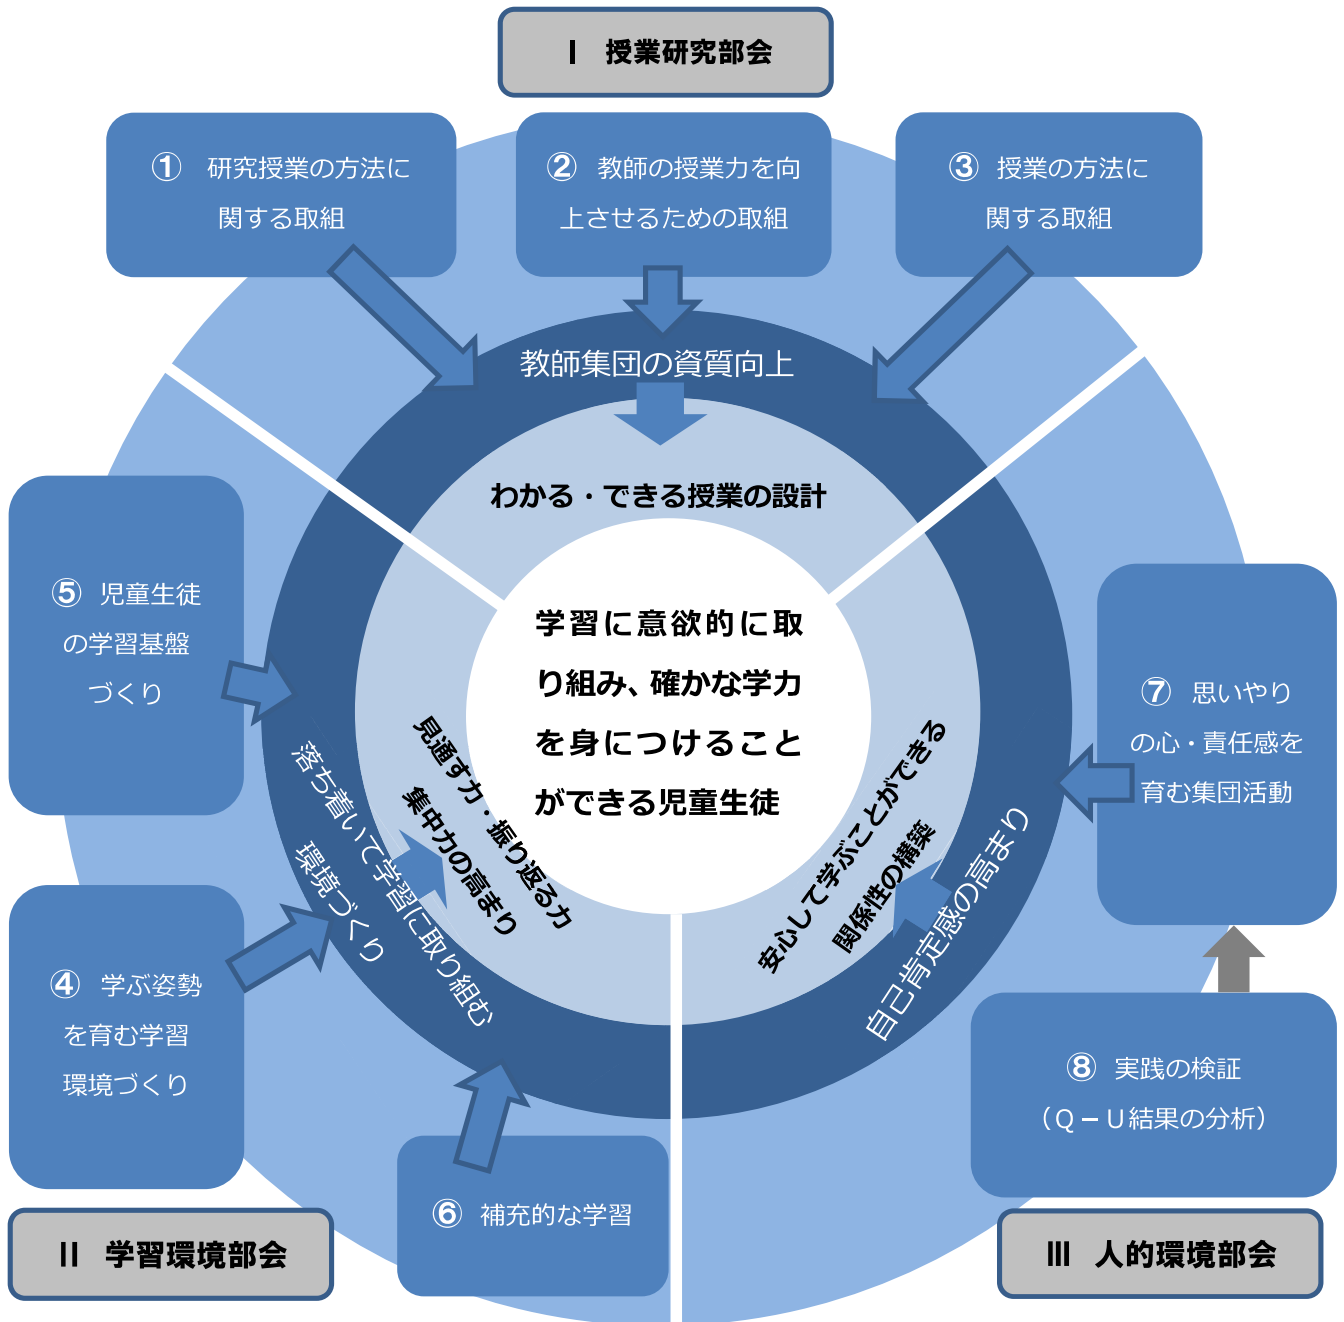 Ⅰ 授業研究部会
① 研究授業の方法に
関する取組
② 教師の授業力を向
上させるための取組
③ 授業の方法に
関する取組
教師集団の資質向上
わかる・できる授業の設計
学習に意欲的に取
り組み、確かな学力
を身につけること
ができる児童生徒
⑤ 児童生徒
の学習基盤
づくり
④ 学ぶ姿勢
を育む学習
環境づくり
落ち着いて学習に取り組む
環境づくり
見通す力・振り返る力
集中力の高まり
安心して学ぶことができる
関係性の構築
自己肯定感の高まり
⑦ 思いやり
の心・責任感を
育む集団活動
⑧ 実践の検証
（Ｑ－Ｕ結果の分析）
⑥ 補充的な学習
Ⅱ 学習環境部会
Ⅲ 人的環境部会